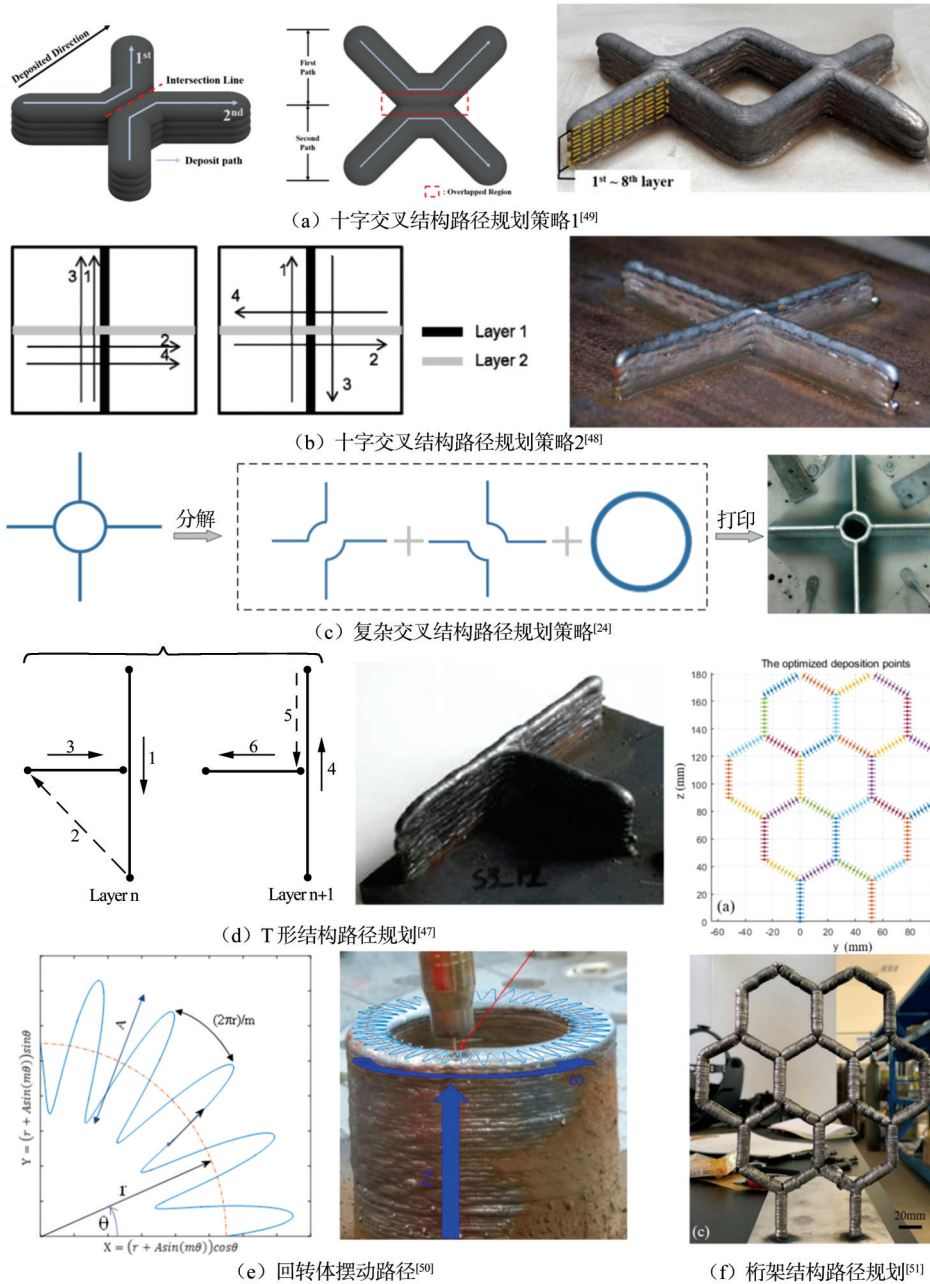 Deposited Direction
1st
Intersection Line
2nd
Deposit path
First
Path
Second
Path
: Overlapped Region
1st ~ 8th layer
（a）十字交叉结构路径规划策略1[49]
3 1
2
4
1
4
2
3
Layer 1
Layer 2
（b）十字交叉结构路径规划策略2[48]
分解
打印
（c）复杂交叉结构路径规划策略[24]
3
1
2
Layer n
5
6
4
Layer n+1
S3_12
The optimized deposition points
180
160
140
120
100
80
60
40
20
0
z (mm)
(a)
-60 -40 -20 0 20 40 60 80
y (mm)
（d）T 形结构路径规划[47]
Y = (r + Asin(mθ))sinθ
A
(2πr)/m
r
θ
X = (r + Asin(mθ))cosθ
ω
Z
(c)
20mm
（e）回转体摆动路径[50]
（f）桁架结构路径规划[51]